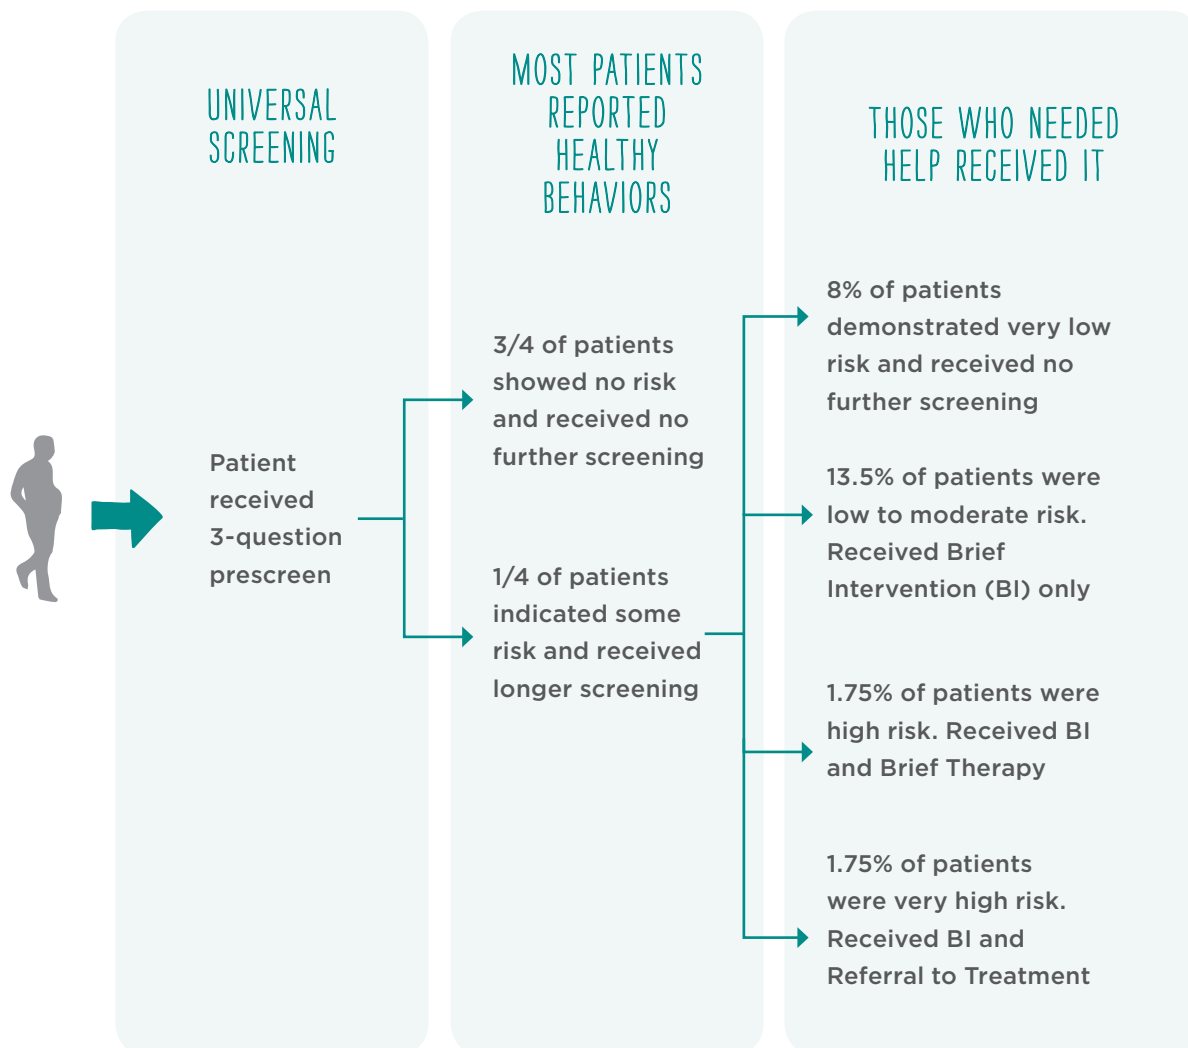 UNIVERSAL
SCREENING
MOST PATIENTS
REPORTED
HEALTHY
BEHAVIORS
THOSE WHO NEEDED
HELP RECEIVED IT
Patient
received
3-question
prescreen
3/4 of patients
showed no risk
and received no
further screening
1/4 of patients
indicated some
risk and received
longer screening
8% of patients
demonstrated very low
risk and received no
further screening
13.5% of patients were
low to moderate risk.
Received Brief
Intervention (BI) only
1.75% of patients were
high risk. Received BI
and Brief Therapy
1.75% of patients
were very high risk.
Received BI and
Referral to Treatment